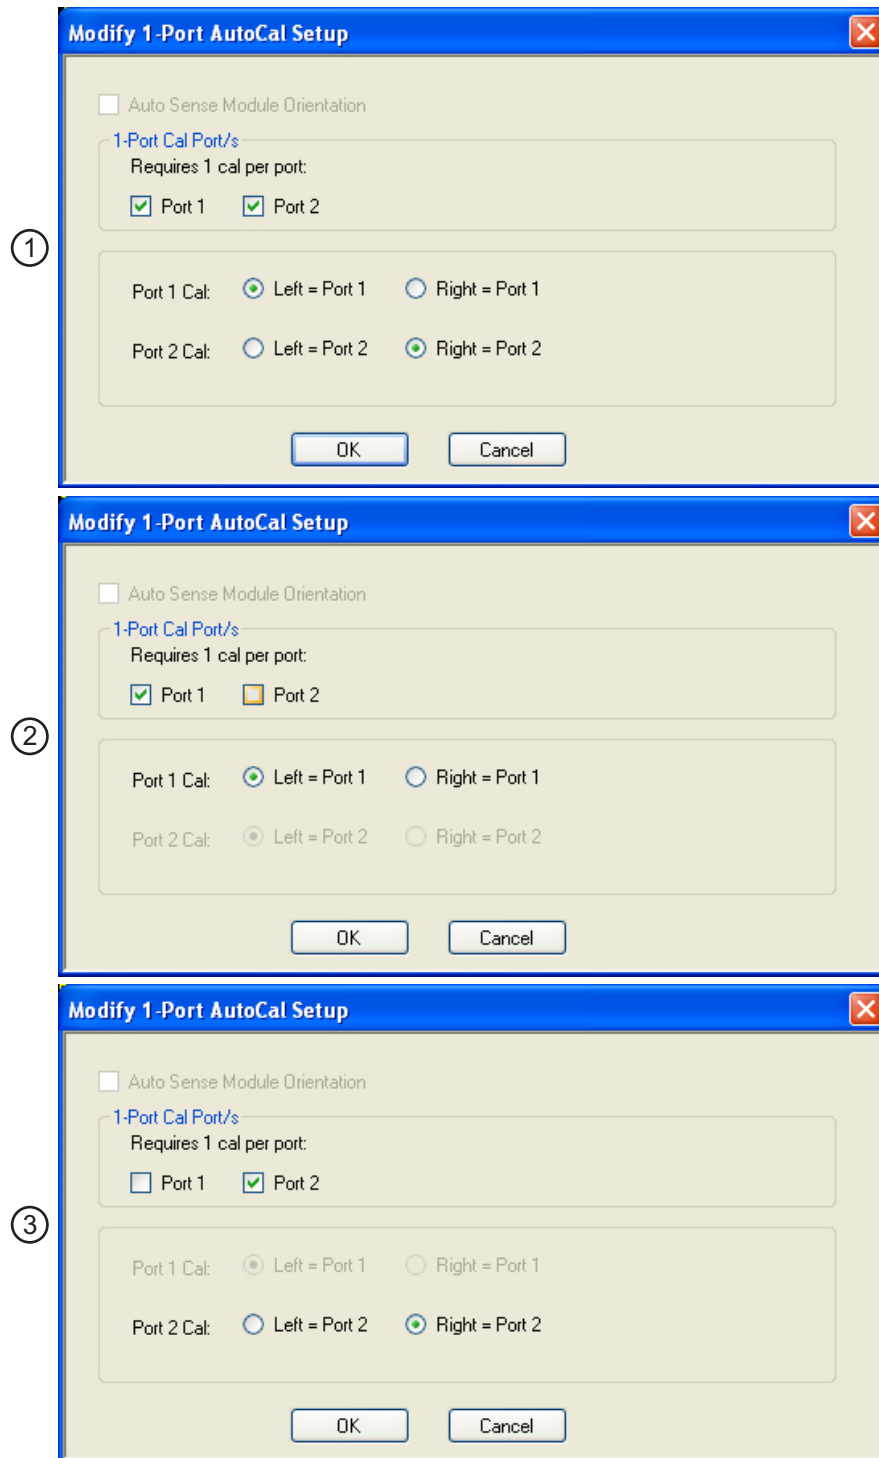 Modify 1-Port AutoCal Setup
Auto Sense Module Orientation
1-Port Cal Port/s
Requires 1 cal per port:
Port 1 Port 2
1
Port 1 Cal: Left = Port 1 Right = Port 1
Port 2 Cal: Left = Port 2 Right = Port 2
OK Cancel
Modify 1-Port AutoCal Setup
Auto Sense Module Orientation
1-Port Cal Port/s
Requires 1 cal per port:
Port 1 Port 2
2
Port 1 Cal: Left = Port 1 Right = Port 1
Port 2 Cal: Left = Port 2 Right = Port 2
OK Cancel
Modify 1-Port AutoCal Setup
Auto Sense Module Orientation
1-Port Cal Port/s
Requires 1 cal per port:
Port 1 Port 2
3
Port 1 Cal: Left = Port 1 Right = Port 1
Port 2 Cal: Left = Port 2 Right = Port 2
OK Cancel